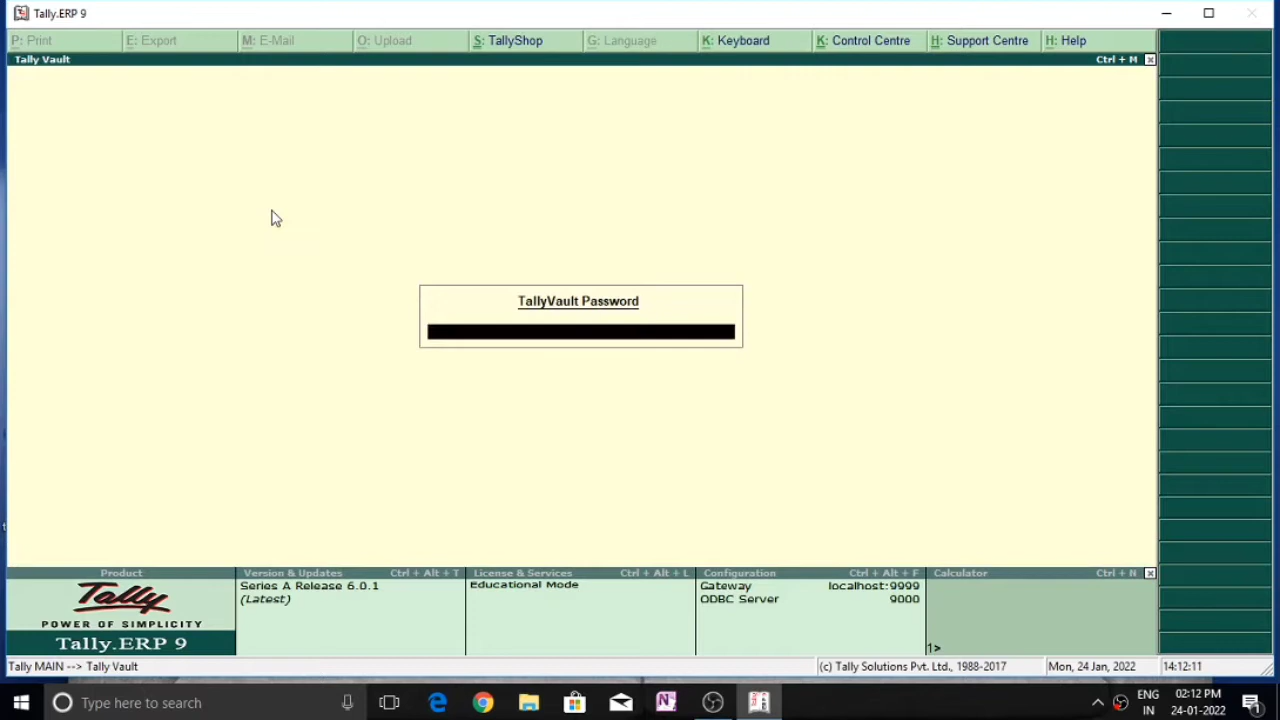 Tally.ERP 9
P: Print E: Export M: E-Mail O: Upload S: TallyShop G: Language K: Keyboard K: Control Centre H: Support Centre H: Help
Tally Vault Ctrl + M
TallyVault Password
Product Version & Updates Ctrl + Alt + T License & Services Ctrl + Alt + L Configuration Ctrl + Alt + F Calculator Ctrl + N
Series A Release 6.0.1 Educational Mode Gateway localhost:9999
(Latest) ODBC Server 9000
Tally
POWER OF SIMPLICITY
Tally.ERP 9 1>
Tally MAIN --> Tally Vault (c) Tally Solutions Pvt. Ltd., 1988-2017 Mon, 24 Jan, 2022 14:12:11
Type here to search ENG 02:12 PM
IN 24-01-2022 1